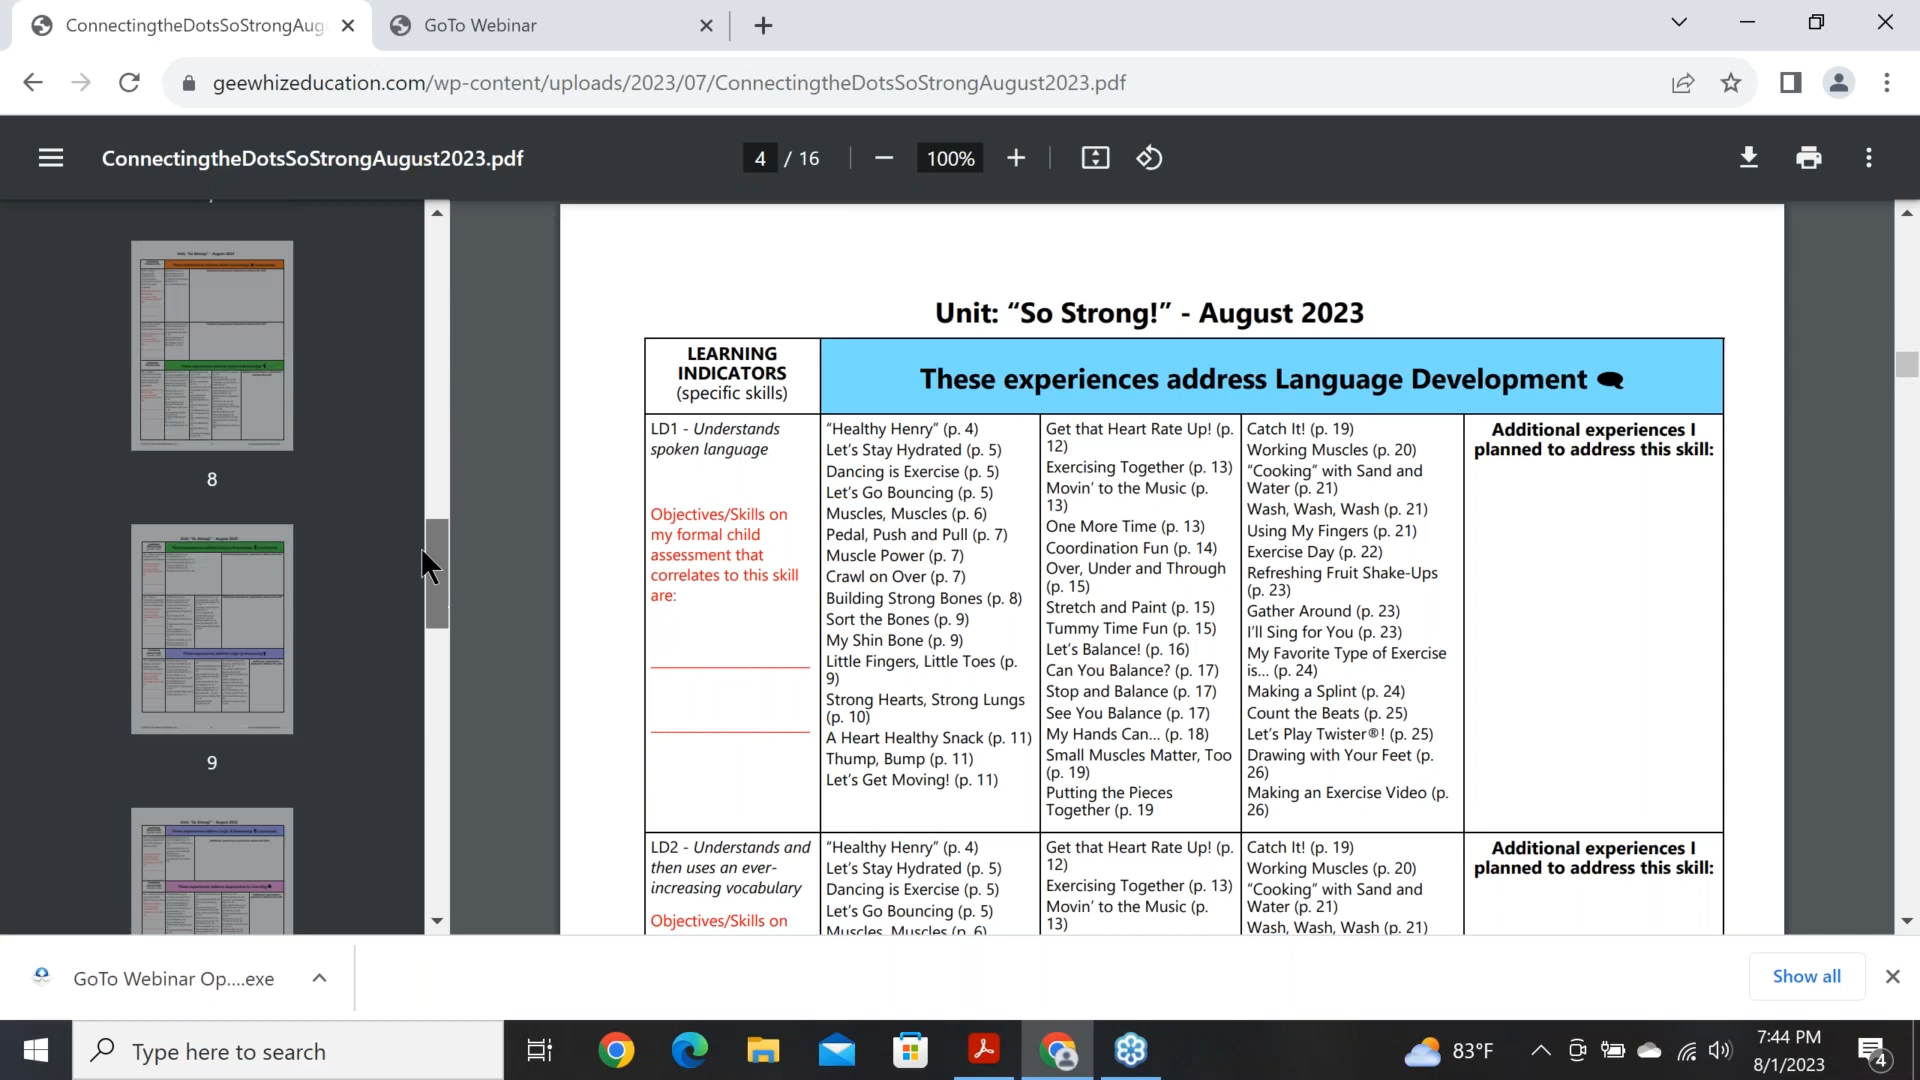 ConnectingtheDotsSoStrongAug
GoTo Webinar
geewhizeducation.com/wp-content/uploads/2023/07/ConnectingtheDotsSoStrongAugust2023.pdf
ConnectingtheDotsSoStrongAugust2023.pdf
4 / 16
100%
8
9
Unit: “So Strong!” - August 2023
LEARNING
INDICATORS
(specific skills)
These experiences address Language Development
LD1 - Understands
spoken language
Objectives/Skills on
my formal child
assessment that
correlates to this skill
are:
“Healthy Henry” (p. 4)
Let’s Stay Hydrated (p. 5)
Dancing is Exercise (p. 5)
Let’s Go Bouncing (p. 5)
Muscles, Muscles (p. 6)
Pedal, Push and Pull (p. 7)
Muscle Power (p. 7)
Crawl on Over (p. 7)
Building Strong Bones (p. 8)
Sort the Bones (p. 9)
My Shin Bone (p. 9)
Little Fingers, Little Toes (p.
9)
Strong Hearts, Strong Lungs
(p. 10)
A Heart Healthy Snack (p. 11)
Thump, Bump (p. 11)
Let’s Get Moving! (p. 11)
Get that Heart Rate Up! (p.
12)
Exercising Together (p. 13)
Movin’ to the Music (p.
13)
One More Time (p. 13)
Coordination Fun (p. 14)
Over, Under and Through
(p. 15)
Stretch and Paint (p. 15)
Tummy Time Fun (p. 15)
Let’s Balance! (p. 16)
Can You Balance? (p. 17)
Stop and Balance (p. 17)
See You Balance (p. 17)
My Hands Can... (p. 18)
Small Muscles Matter, Too
(p. 19)
Putting the Pieces
Together (p. 19
Catch It! (p. 19)
Working Muscles (p. 20)
“Cooking” with Sand and
Water (p. 21)
Wash, Wash, Wash (p. 21)
Using My Fingers (p. 21)
Exercise Day (p. 22)
Refreshing Fruit Shake-Ups
(p. 23)
Gather Around (p. 23)
I’ll Sing for You (p. 23)
My Favorite Type of Exercise
is... (p. 24)
Making a Splint (p. 24)
Count the Beats (p. 25)
Let’s Play Twister®! (p. 25)
Drawing with Your Feet (p.
26)
Making an Exercise Video (p.
26)
Additional experiences I
planned to address this skill:
LD2 - Understands and
then uses an ever-
increasing vocabulary
Objectives/Skills on
“Healthy Henry” (p. 4)
Let’s Stay Hydrated (p. 5)
Dancing is Exercise (p. 5)
Let’s Go Bouncing (p. 5)
Muscles, Muscles (p. 6)
Get that Heart Rate Up! (p.
12)
Exercising Together (p. 13)
Movin’ to the Music (p.
13)
Catch It! (p. 19)
Working Muscles (p. 20)
“Cooking” with Sand and
Water (p. 21)
Wash, Wash, Wash (p. 21)
Additional experiences I
planned to address this skill:
GoTo Webinar Op....exe
Show all
Type here to search
83°F
7:44 PM
8/1/2023
4